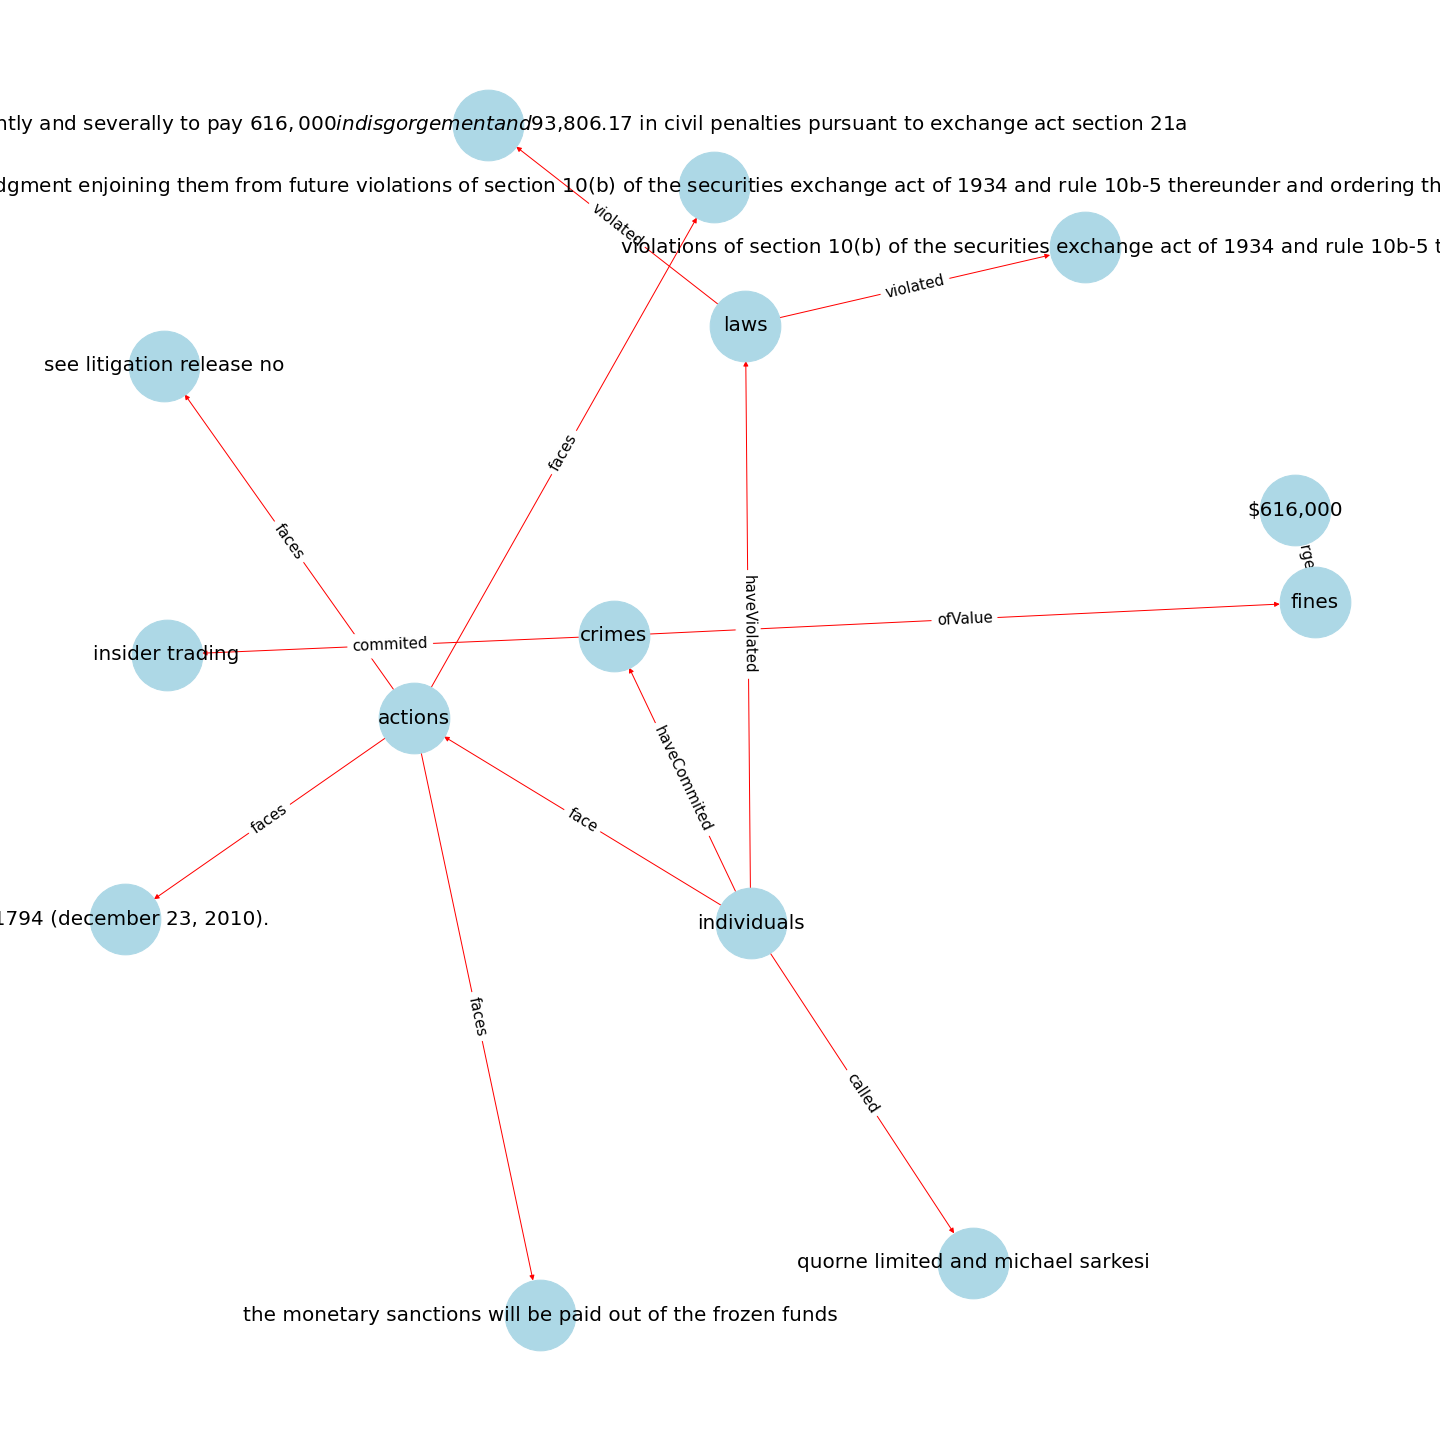 ntly and severally to pay 616,000indisgorgementand93,806.17 in civil penalties pursuant to exchange act section 21a
dgment enjoining them from future violations of section 10(b) of the securities exchange act of 1934 and rule 10b-5 thereunder and ordering th
violated
violations of section 10(b) of the securities exchange act of 1934 and rule 10b-5 t
violated
laws
see litigation release no
faces
$616,000
faces
rge
haveViolated
fines
ofValue
crimes
commited
insider trading
actions
haveCommited
faces
face
1794 (december 23, 2010).
individuals
faces
called
quorne limited and michael sarkesi
the monetary sanctions will be paid out of the frozen funds